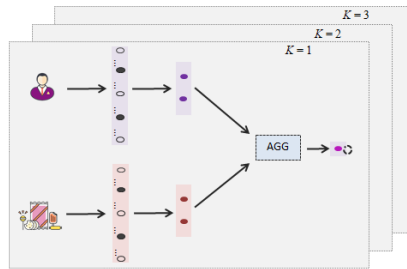 K = 3
K = 2
K = 1
AGG